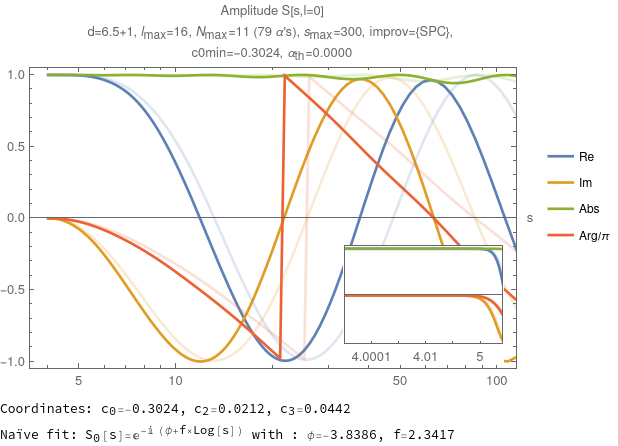 Amplitude S[s,l=0]
d=6.5+1, lmax=16, Nmax=11 (79 α's), smax=300, improv={SPC},
c0min=−0.3024, αth=0.0000
1.0
0.5
0.0
−0.5
−1.0
5
10
50
100
s
4.0001
4.01
5
Re
Im
Abs
Arg/π
Coordinates: c0=-0.3024, c2=0.0212, c3=0.0442
Naïve fit: S0[s]=e^-i (ϕ+f×Log[s]) with : ϕ=-3.8386, f=2.3417